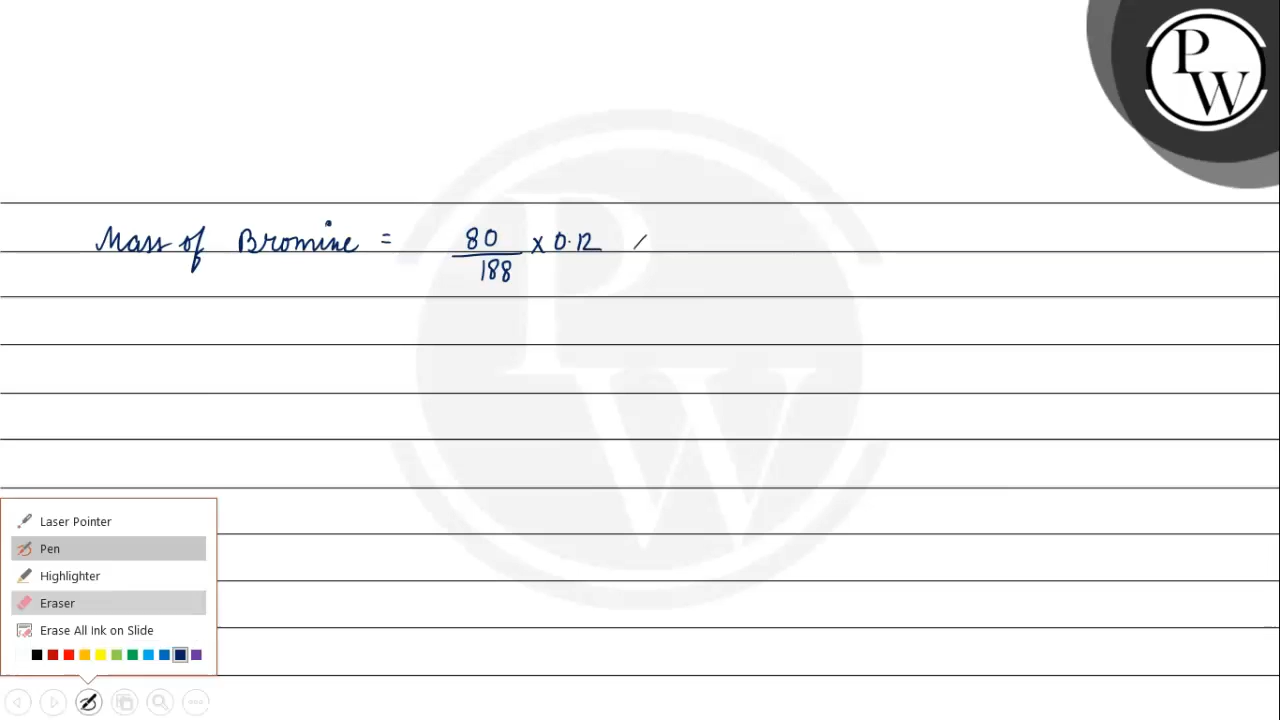 P
W
Mass of Bromine = 80/188 x 0.12
P
W
Laser Pointer
Pen
Highlighter
Eraser
Erase All Ink on Slide